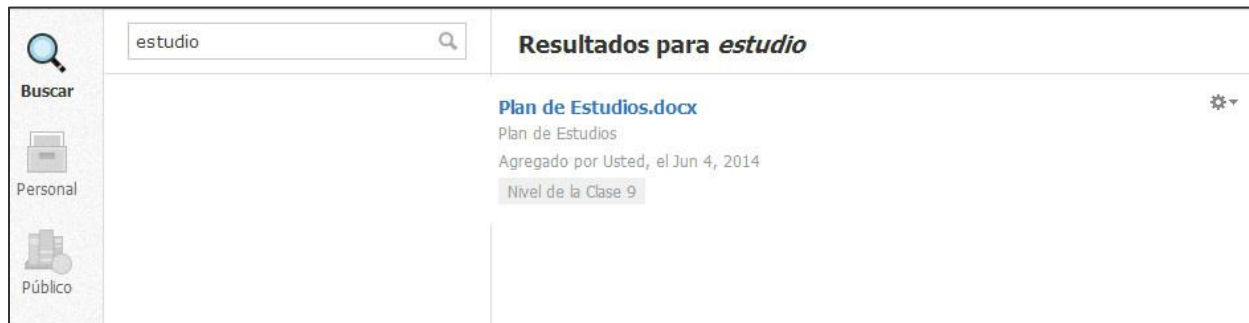 Buscar
Personal
Público
estudio
Resultados para estudio
Plan de Estudios.docx
Plan de Estudios
Agregado por Usted, el Jun 4, 2014
Nivel de la Clase 9